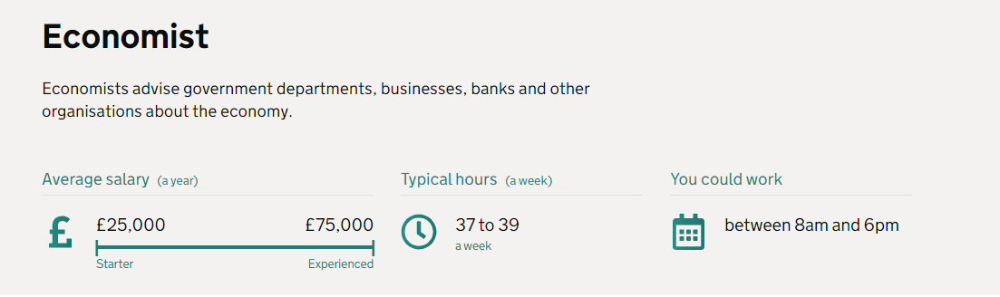 Economist
Economists advise government departments, businesses, banks and other
organisations about the economy.
Average salary (a year)
£
£25,000 £75,000
Starter Experienced
Typical hours (a week)
37 to 39
a week
You could work
between 8am and 6pm